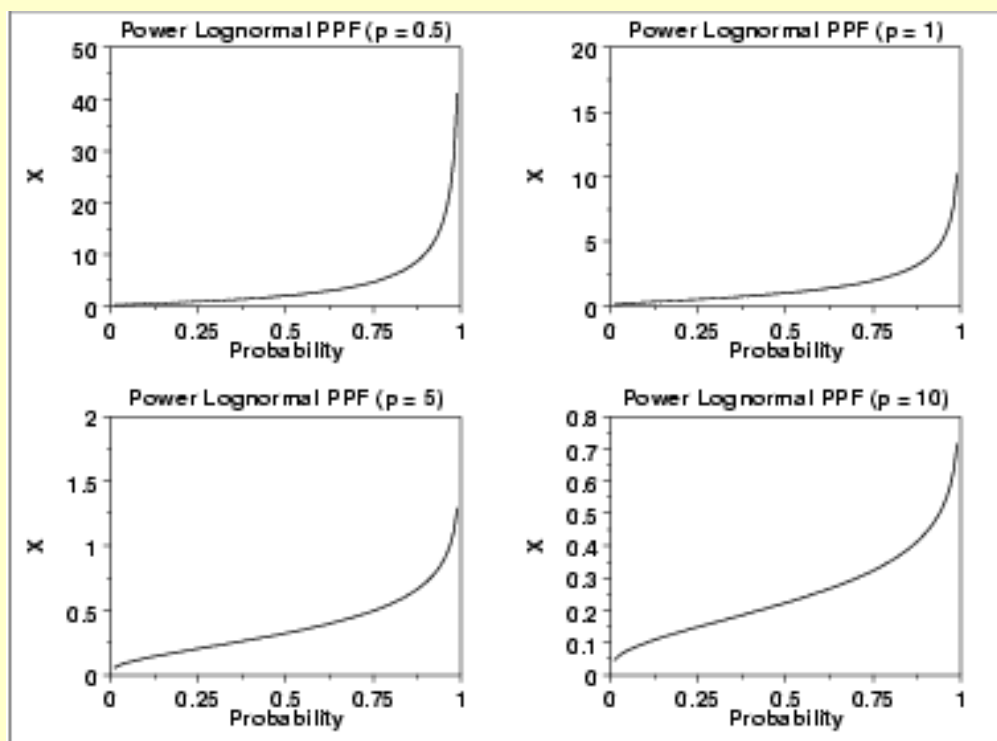 Power Lognormal PPF (p = 0.5)
50
40
30
20
10
0
X
0 0.25 0.5 0.75 1
Probability
Power Lognormal PPF (p = 1)
20
15
10
5
0
X
0 0.25 0.5 0.75 1
Probability
Power Lognormal PPF (p = 5)
2
1.5
1
0.5
0
X
0 0.25 0.5 0.75 1
Probability
Power Lognormal PPF (p = 10)
0.8
0.7
0.6
0.5
0.4
0.3
0.2
0.1
0
X
0 0.25 0.5 0.75 1
Probability